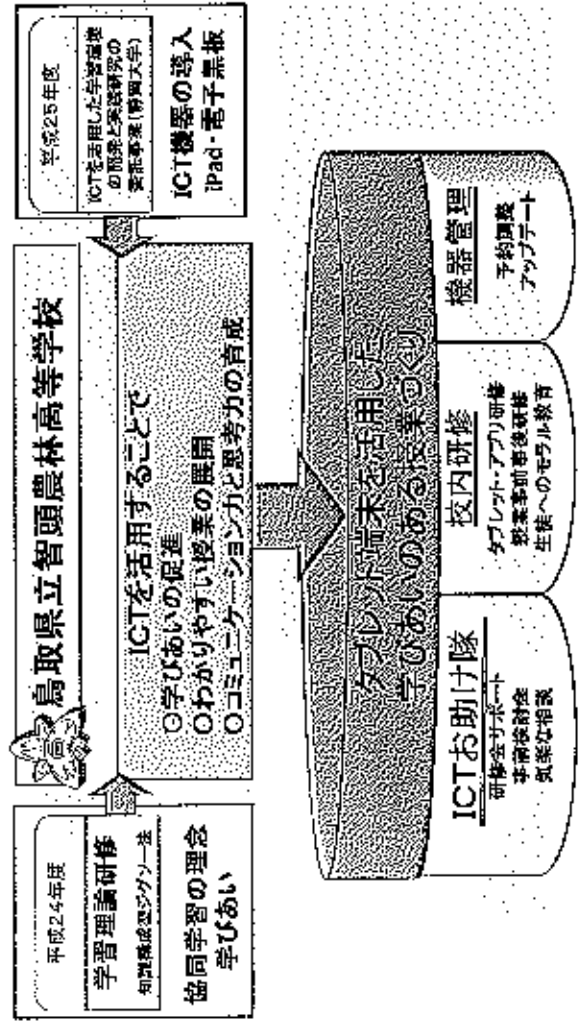 鳥取県立智頭農林高等学校
平成24年度
学習理論研修
知識構成型ジグソー法
協同学習の理念
学びあい
ICTを活用することで
○学びあいの促進
○わかりやすい授業の展開
○コミュニケーション力と思考力の育成
平成25年度
ICTを活用した学習環境
の開発と実践研究の
委託事業(静岡大学)
ICT機器の導入
iPad・電子黒板
タブレット端末を活用した
学びあいのある授業づくり
ICTお助け隊
研修会サポート
事前検討会
気楽な相談
校内研修
タブレット・アプリ研修
授業事前事後研修
生徒へのモラル教育
機器管理
予約調整
アップデート